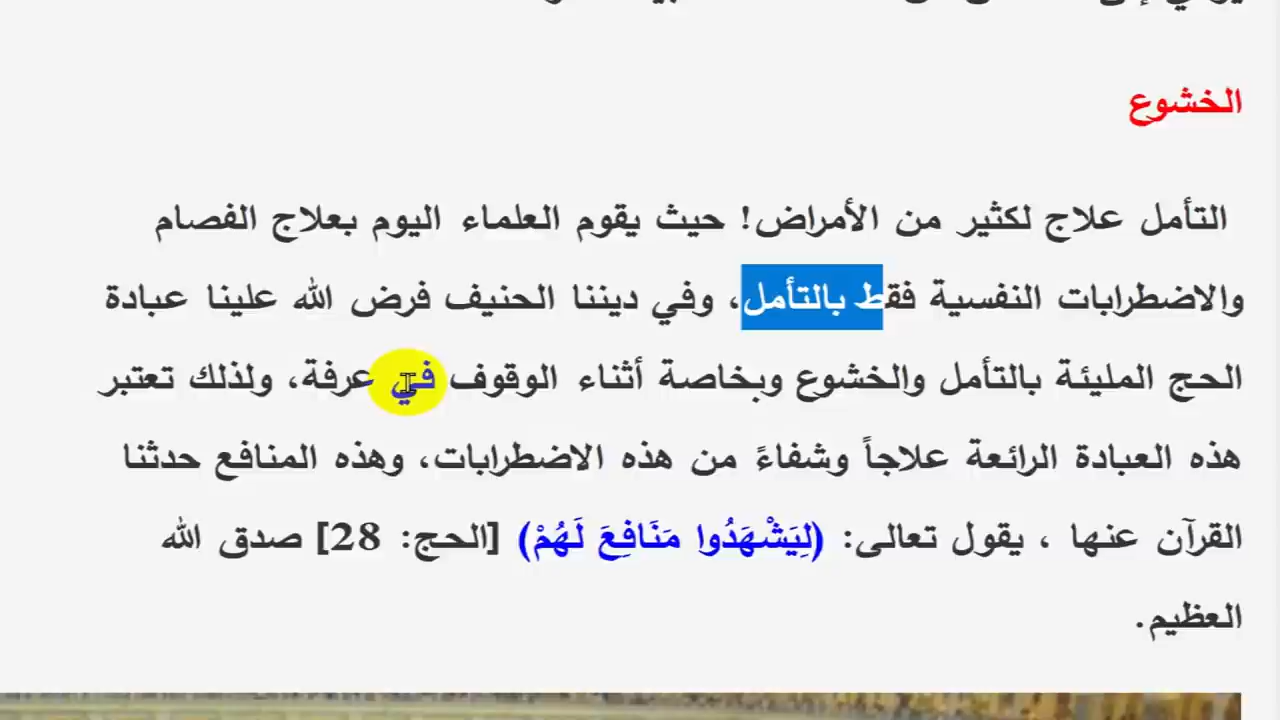 الخشوع
التأمل علاج لكثير من الأمراض! حيث يقوم العلماء اليوم بعلاج الفصام
والاضطرابات النفسية فقط بالتأمل، وفي ديننا الحنيف فرض الله علينا عبادة
الحج المليئة بالتأمل والخشوع وبخاصة أثناء الوقوف في عرفة، ولذلك تعتبر
هذه العبادة الرائعة علاجاً وشفاءً من هذه الاضطرابات، وهذه المنافع حدثنا
القرآن عنها ، يقول تعالى: (لِيَشْهَدُوا مَنَافِعَ لَهُمْ) [الحج: 28] صدق الله
العظيم.